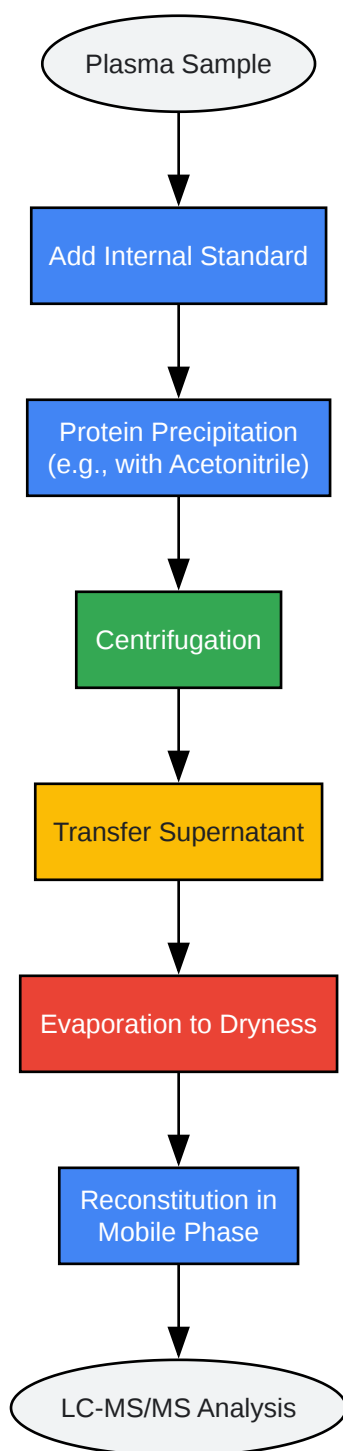 Plasma Sample
Add Internal Standard
Protein Precipitation
(e.g., with Acetonitrile)
Centrifugation
Transfer Supernatant
Evaporation to Dryness
Reconstitution in
Mobile Phase
LC-MS/MS Analysis